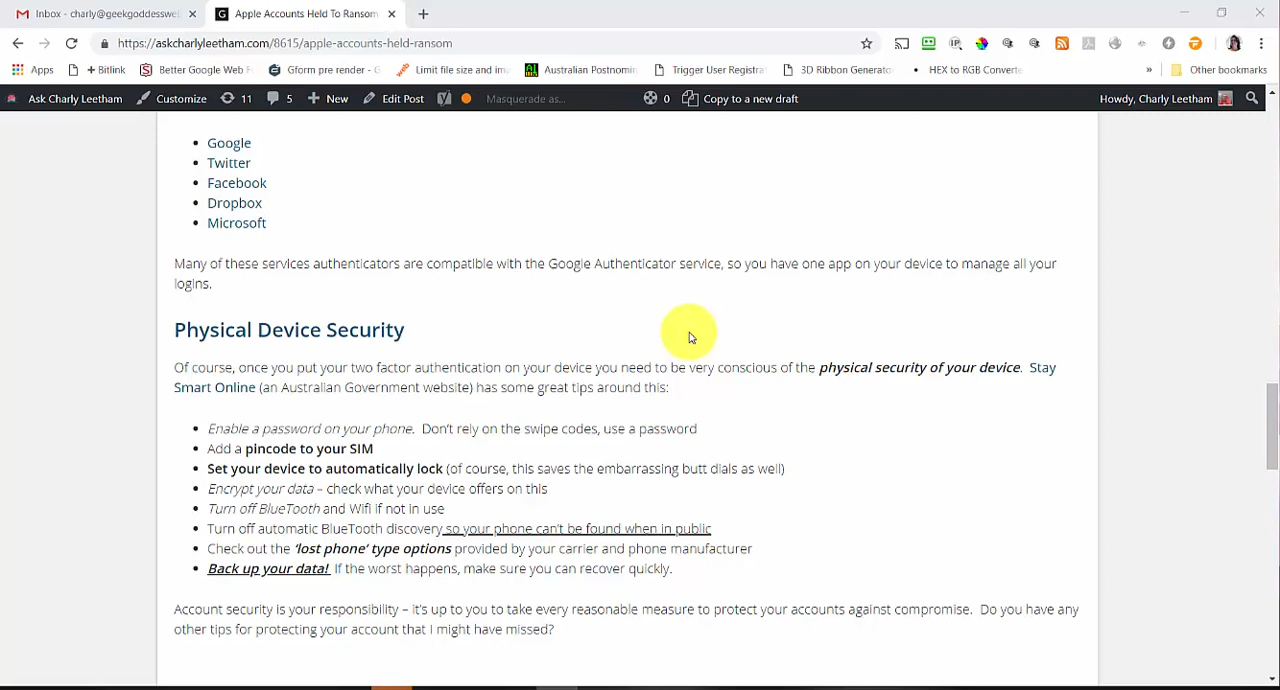 Inbox - charly@geekgoddesswe
Apple Accounts Held To Ransom
https://askcharlyleetham.com/8615/apple-accounts-held-ransom
Apps
+ Bitlink
Better Google Web F
Gform pre render - G
Limit file size and im
Australian Postnomin
Trigger User Registra
3D Ribbon Generato
HEX to RGB Converte
»
Other bookmarks
Ask Charly Leetham
Customize
11
5
New
Edit Post
Masquerade as...
0
Copy to a new draft
Howdy, Charly Leetham
• Google
• Twitter
• Facebook
• Dropbox
• Microsoft
Many of these services authenticators are compatible with the Google Authenticator service, so you have one app on your device to manage all your
logins.
Physical Device Security
Of course, once you put your two factor authentication on your device you need to be very conscious of the physical security of your device. Stay
Smart Online (an Australian Government website) has some great tips around this:
• Enable a password on your phone. Don't rely on the swipe codes, use a password
• Add a pincode to your SIM
• Set your device to automatically lock (of course, this saves the embarrassing butt dials as well)
• Encrypt your data – check what your device offers on this
• Turn off BlueTooth and Wifi if not in use
• Turn off automatic BlueTooth discovery so your phone can't be found when in public
• Check out the 'lost phone' type options provided by your carrier and phone manufacturer
• Back up your data! If the worst happens, make sure you can recover quickly.
Account security is your responsibility – it's up to you to take every reasonable measure to protect your accounts against compromise. Do you have any
other tips for protecting your account that I might have missed?